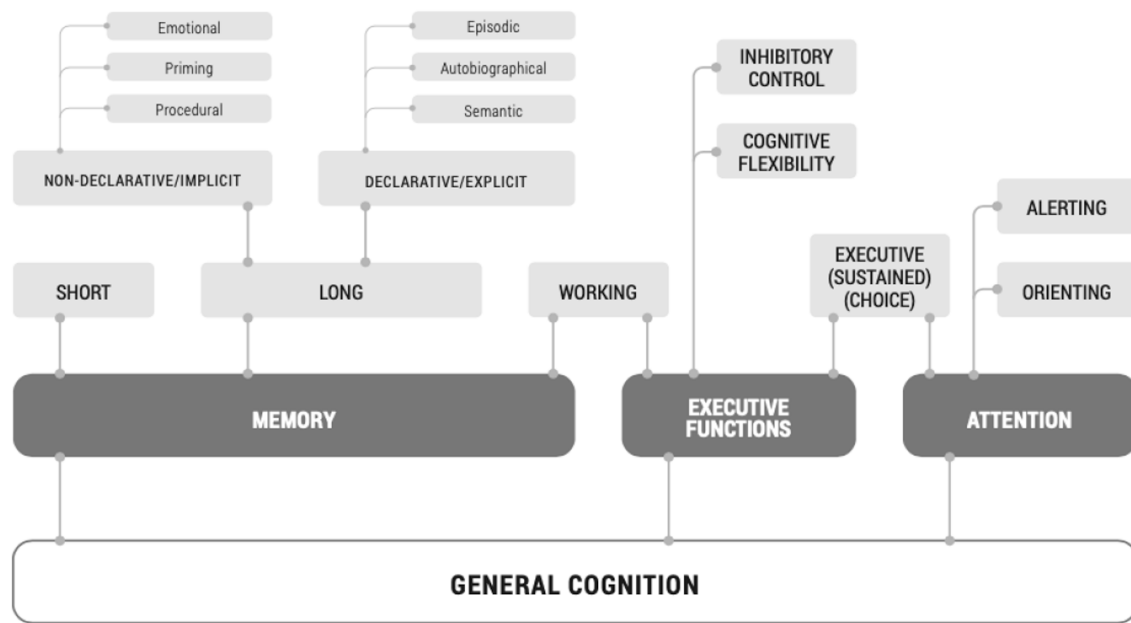 Emotional
Priming
Procedural
NON-DECLARATIVE/IMPLICIT
Episodic
Autobiographical
Semantic
DECLARATIVE/EXPLICIT
INHIBITORY
CONTROL
COGNITIVE
FLEXIBILITY
ALERTING
ORIENTING
EXECUTIVE
(SUSTAINED)
(CHOICE)
SHORT
LONG
WORKING
MEMORY
EXECUTIVE
FUNCTIONS
ATTENTION
GENERAL COGNITION